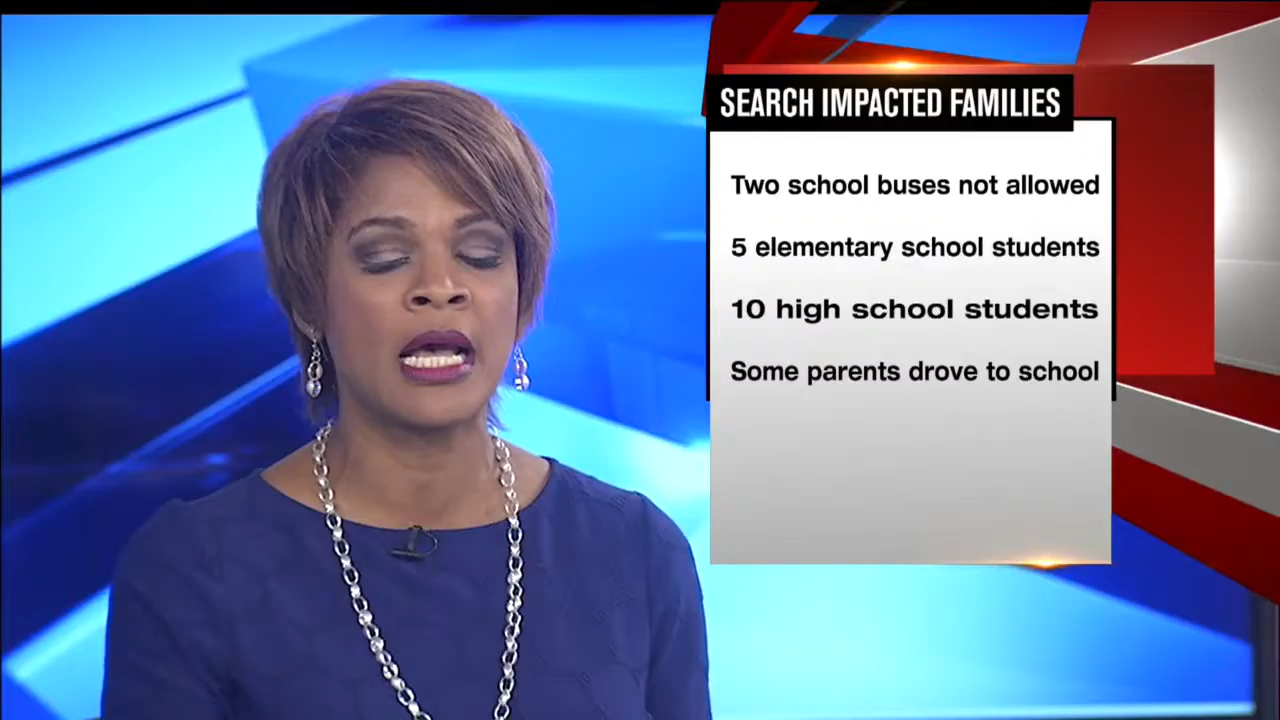 SEARCH IMPACTED FAMILIES
Two school buses not allowed
5 elementary school students
10 high school students
Some parents drove to school